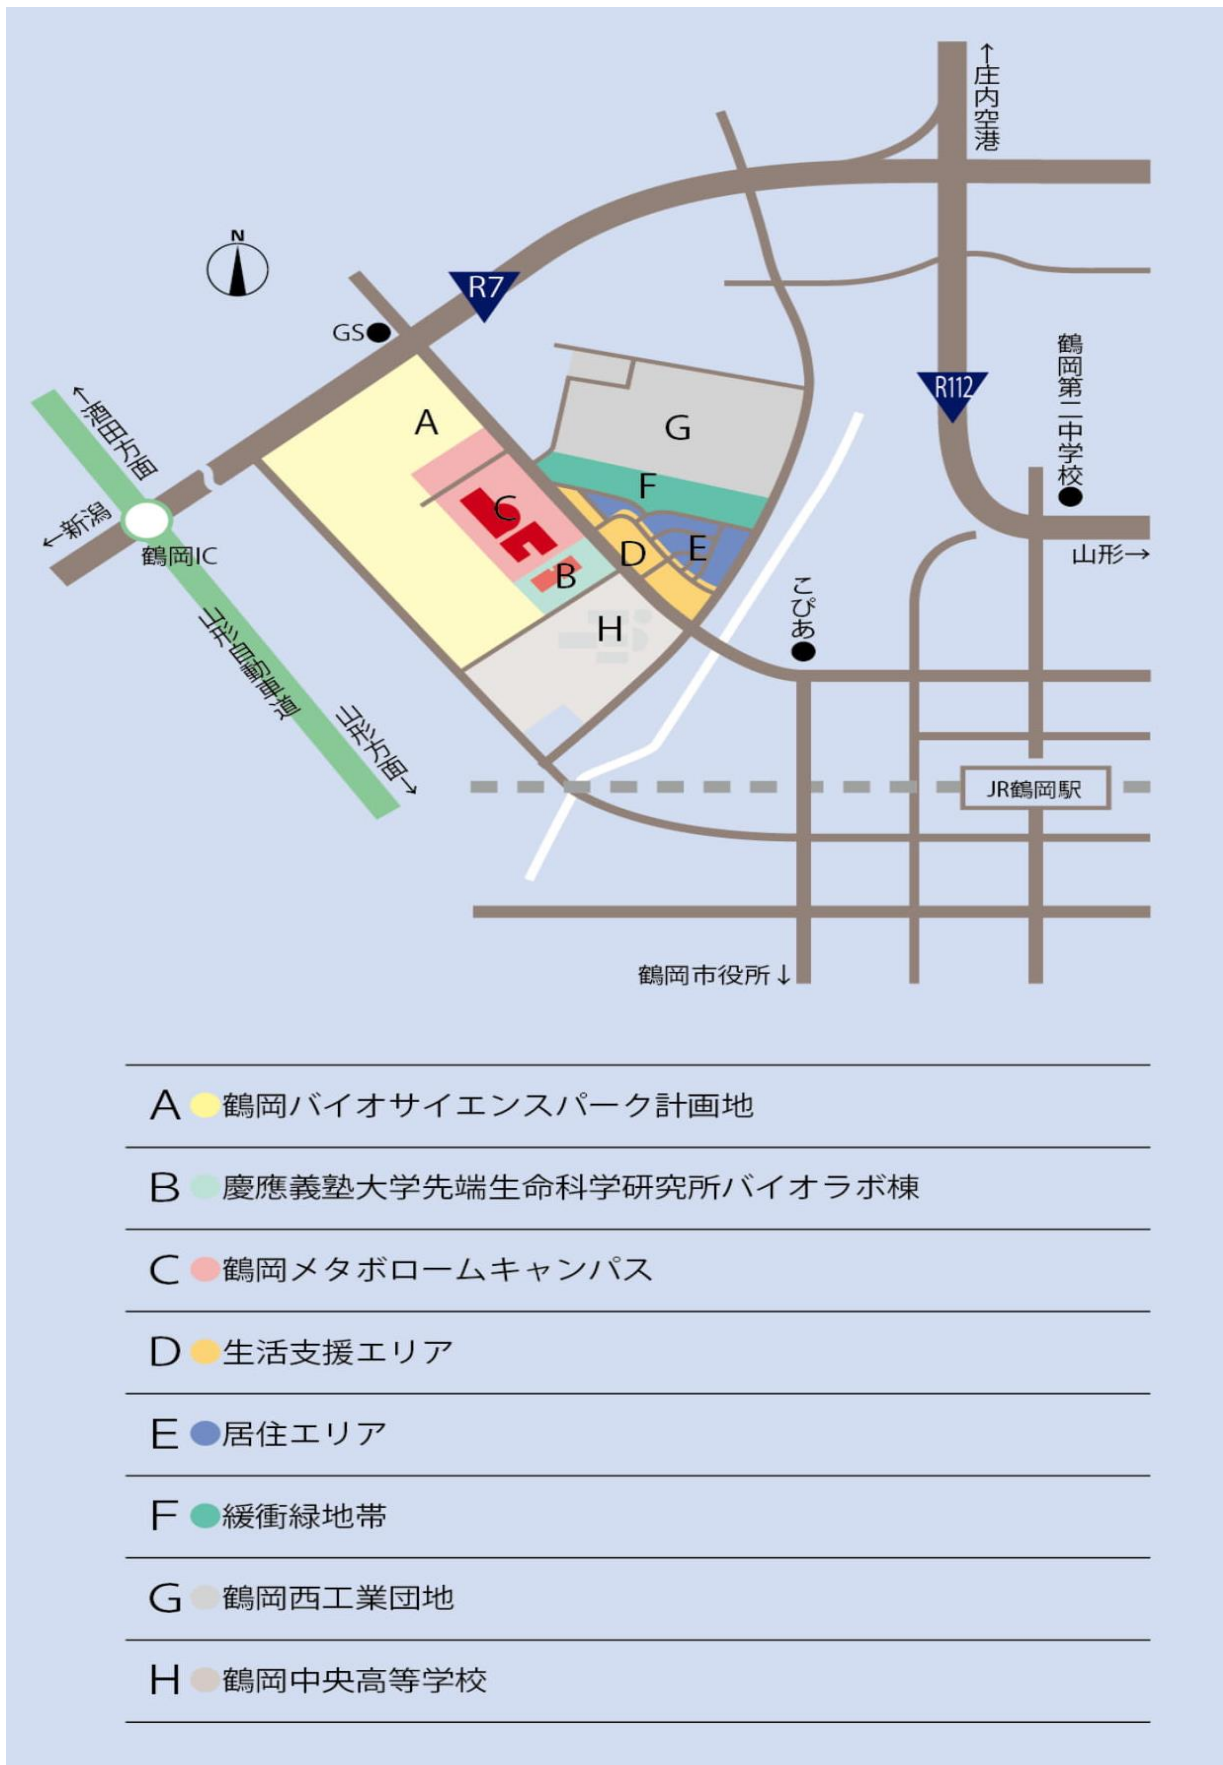 ↑庄内空港
N
R7
GS
R112
鶴岡第二中学校
↑酒田方面
A
G
F
←新潟
C
鶴岡IC
D
E
B
山形→
こぴあ
H
山形自動車道
山形方面→
JR鶴岡駅
鶴岡市役所↓
A 鶴岡バイオサイエンスパーク計画地
B 慶應義塾大学先端生命科学研究所バイオラボ棟
C 鶴岡メタボロームキャンパス
D 生活支援エリア
E 居住エリア
F 緩衝緑地帯
G 鶴岡西工業団地
H 鶴岡中央高等学校